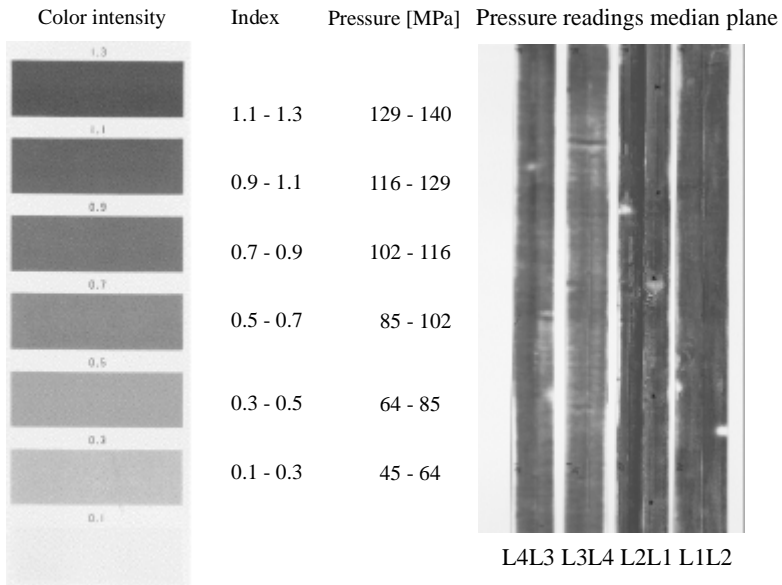 Color intensity Index Pressure [MPa] Pressure readings median plane
1.3
1.1 - 1.3 129 - 140
1.1
0.9 - 1.1 116 - 129
0.9
0.7 - 0.9 102 - 116
0.7
0.5 - 0.7 85 - 102
0.5
0.3 - 0.5 64 - 85
0.3
0.1 - 0.3 45 - 64
0.1
L4L3 L3L4 L2L1 L1L2